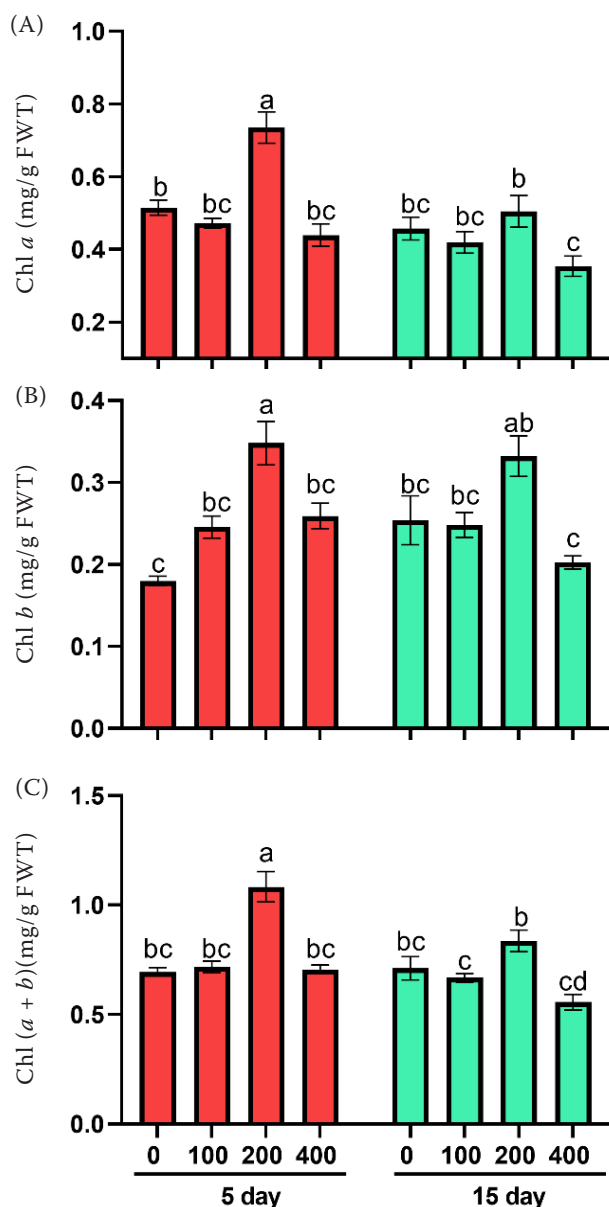 (A)
Chl a (mg/g FWT)
1.0
0.8
0.6
0.4
0.2
b bc a bc bc bc b c
(B)
Chl b (mg/g FWT)
0.4
0.3
0.2
0.1
0.0
c bc a bc bc bc ab c
(C)
Chl (a + b)(mg/g FWT)
1.5
1.0
0.5
0.0
bc bc a bc bc c b cd
0 100 200 400 0 100 200 400
5 day 15 day